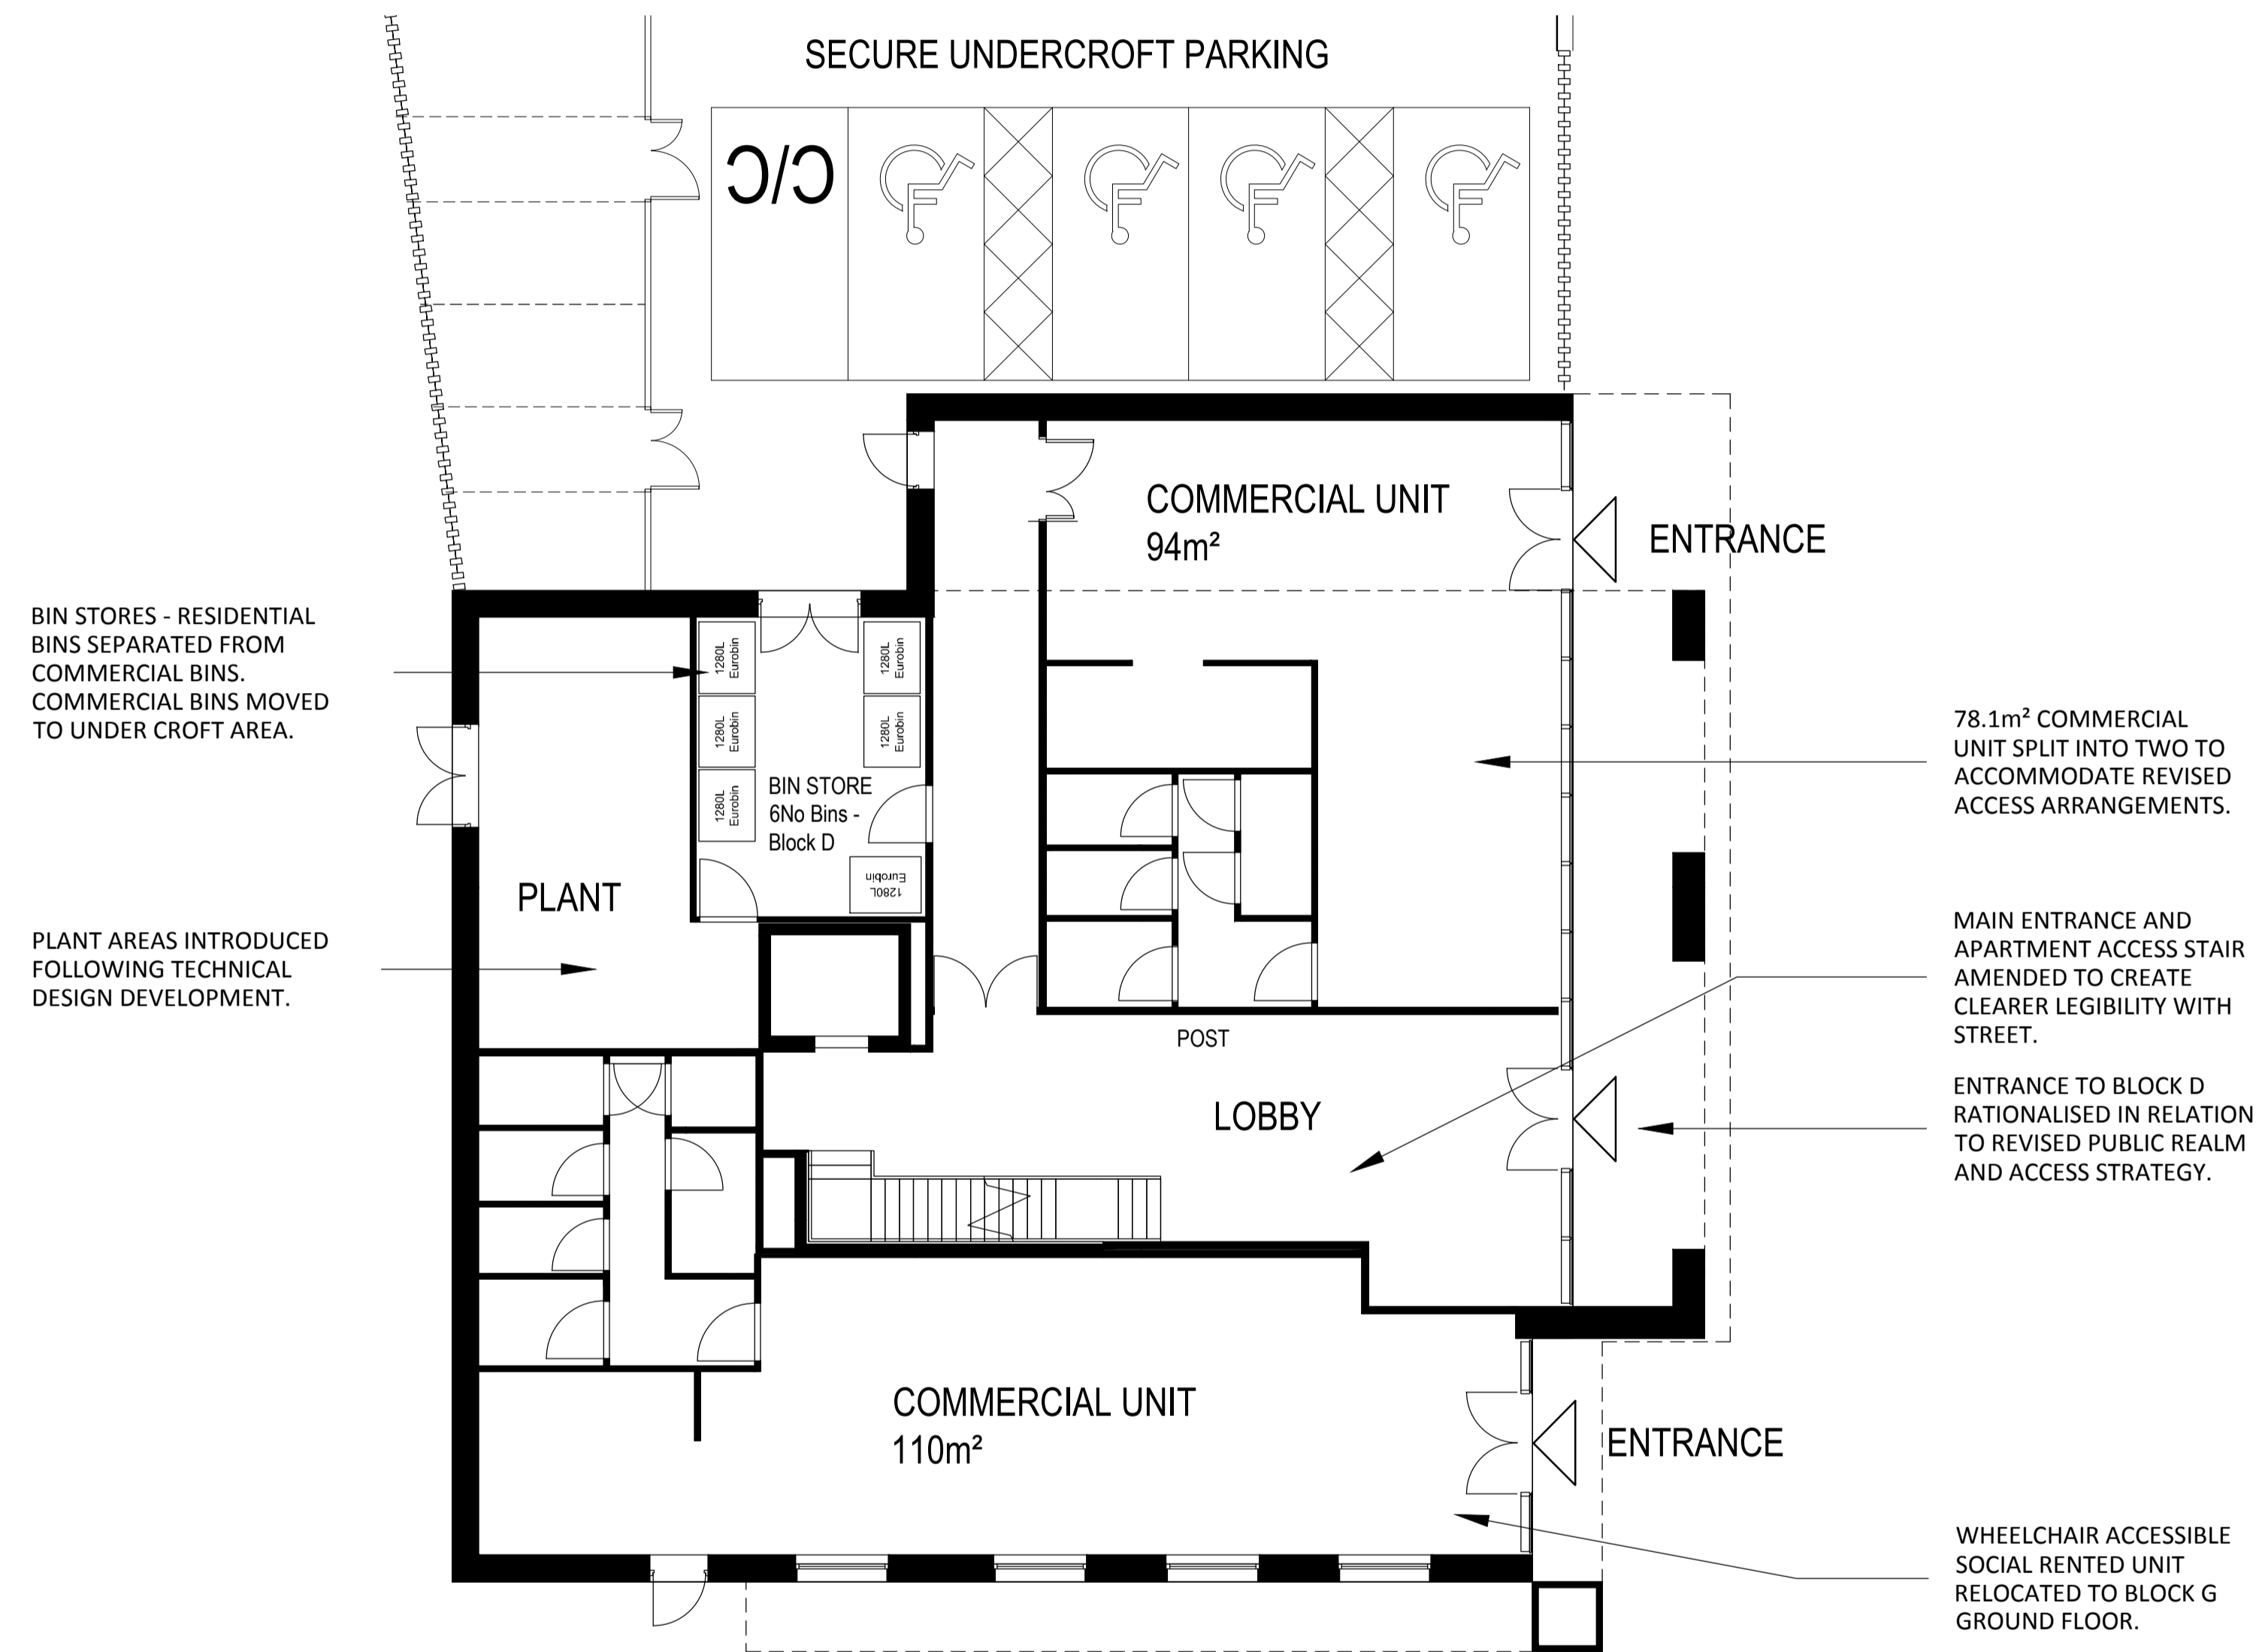 SECURE UNDERCROFT PARKING
C/C
COMMERCIAL UNIT
94m²
ENTRANCE
BIN STORES - RESIDENTIAL
BINS SEPARATED FROM
COMMERCIAL BINS.
COMMERCIAL BINS MOVED
TO UNDER CROFT AREA.
1280L
Eurobin
1280L
Eurobin
1280L
Eurobin
1280L
Eurobin
1280L
Eurobin
BIN STORE
6No Bins -
Block D
1280L
Eurobin
78.1m² COMMERCIAL
UNIT SPLIT INTO TWO TO
ACCOMMODATE REVISED
ACCESS ARRANGEMENTS.
PLANT
PLANT AREAS INTRODUCED
FOLLOWING TECHNICAL
DESIGN DEVELOPMENT.
MAIN ENTRANCE AND
APARTMENT ACCESS STAIR
AMENDED TO CREATE
CLEARER LEGIBILITY WITH
STREET.
POST
LOBBY
ENTRANCE TO BLOCK D
RATIONALISED IN RELATION
TO REVISED PUBLIC REALM
AND ACCESS STRATEGY.
COMMERCIAL UNIT
110m²
ENTRANCE
WHEELCHAIR ACCESSIBLE
SOCIAL RENTED UNIT
RELOCATED TO BLOCK G
GROUND FLOOR.